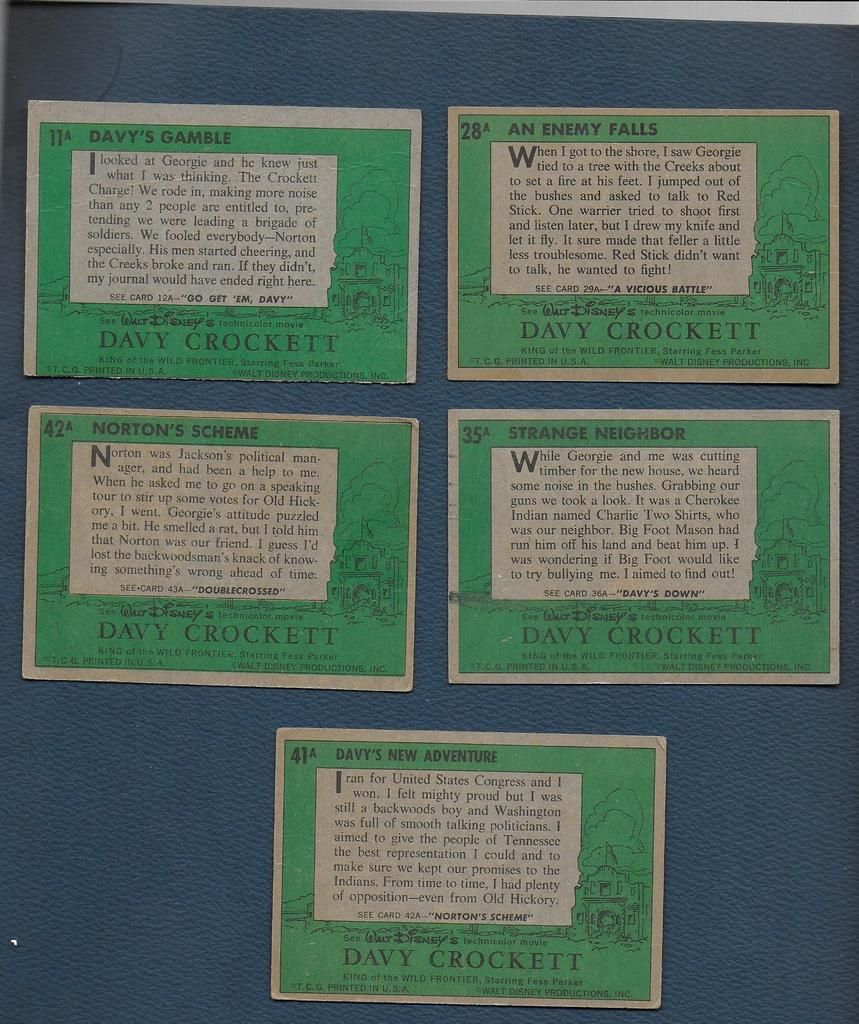 11A DAVY'S GAMBLE
I looked at Georgie and he knew just
what I was thinking. The Crockett
Charge! We rode in, making more noise
than any 2 people are entitled to, pre-
tending we were leading a brigade of
soldiers. We fooled everybody—Norton
especially. His men started cheering, and
the Creeks broke and ran. If they didn't,
my journal would have ended right here.
SEE CARD 12A—"GO GET 'EM, DAVY"
See Walt Disney's technicolor movie
DAVY CROCKETT
KING of the WILD FRONTIER, Starring Fess Parker
©T.C.G. PRINTED IN U.S.A. ©WALT DISNEY PRODUCTIONS, INC.
28A AN ENEMY FALLS
When I got to the shore, I saw Georgie
tied to a tree with the Creeks about
to set a fire at his feet. I jumped out of
the bushes and asked to talk to Red
Stick. One warrier tried to shoot first
and listen later, but I drew my knife and
let it fly. It sure made that feller a little
less troublesome. Red Stick didn't want
to talk, he wanted to fight!
SEE CARD 29A—"A VICIOUS BATTLE"
See Walt Disney's technicolor movie
DAVY CROCKETT
KING of the WILD FRONTIER, Starring Fess Parker
©T.C.G. PRINTED IN U.S.A. ©WALT DISNEY PRODUCTIONS, INC.
42A NORTON'S SCHEME
Norton was Jackson's political man-
ager, and had been a help to me.
When he asked me to go on a speaking
tour to stir up some votes for Old Hick-
ory, I went. Georgie's attitude puzzled
me a bit. He smelled a rat, but I told him
that Norton was our friend. I guess I'd
lost the backwoodsman's knack of know-
ing something's wrong ahead of time.
SEE CARD 43A—"DOUBLECROSSED"
See Walt Disney's technicolor movie
DAVY CROCKETT
KING of the WILD FRONTIER, Starring Fess Parker
©T.C.G. PRINTED IN U.S.A. ©WALT DISNEY PRODUCTIONS, INC.
35A STRANGE NEIGHBOR
While Georgie and me was cutting
timber for the new house, we heard
some noise in the bushes. Grabbing our
guns we took a look. It was a Cherokee
Indian named Charlie Two Shirts, who
was our neighbor. Big Foot Mason had
run him off his land and beat him up. I
was wondering if Big Foot would like
to try bullying me. I aimed to find out!
SEE CARD 36A—"DAVY'S DOWN"
See Walt Disney's technicolor movie
DAVY CROCKETT
KING of the WILD FRONTIER, Starring Fess Parker
©T.C.G. PRINTED IN U.S.A. ©WALT DISNEY PRODUCTIONS, INC.
41A DAVY'S NEW ADVENTURE
I ran for United States Congress and I
won. I felt mighty proud but I was
still a backwoods boy and Washington
was full of smooth talking politicians. I
aimed to give the people of Tennessee
the best representation I could and to
make sure we kept our promises to the
Indians. From time to time, I had plenty
of opposition—even from Old Hickory.
SEE CARD 42A—"NORTON'S SCHEME"
See Walt Disney's technicolor movie
DAVY CROCKETT
KING of the WILD FRONTIER, Starring Fess Parker
©T.C.G. PRINTED IN U.S.A. ©WALT DISNEY PRODUCTIONS, INC.